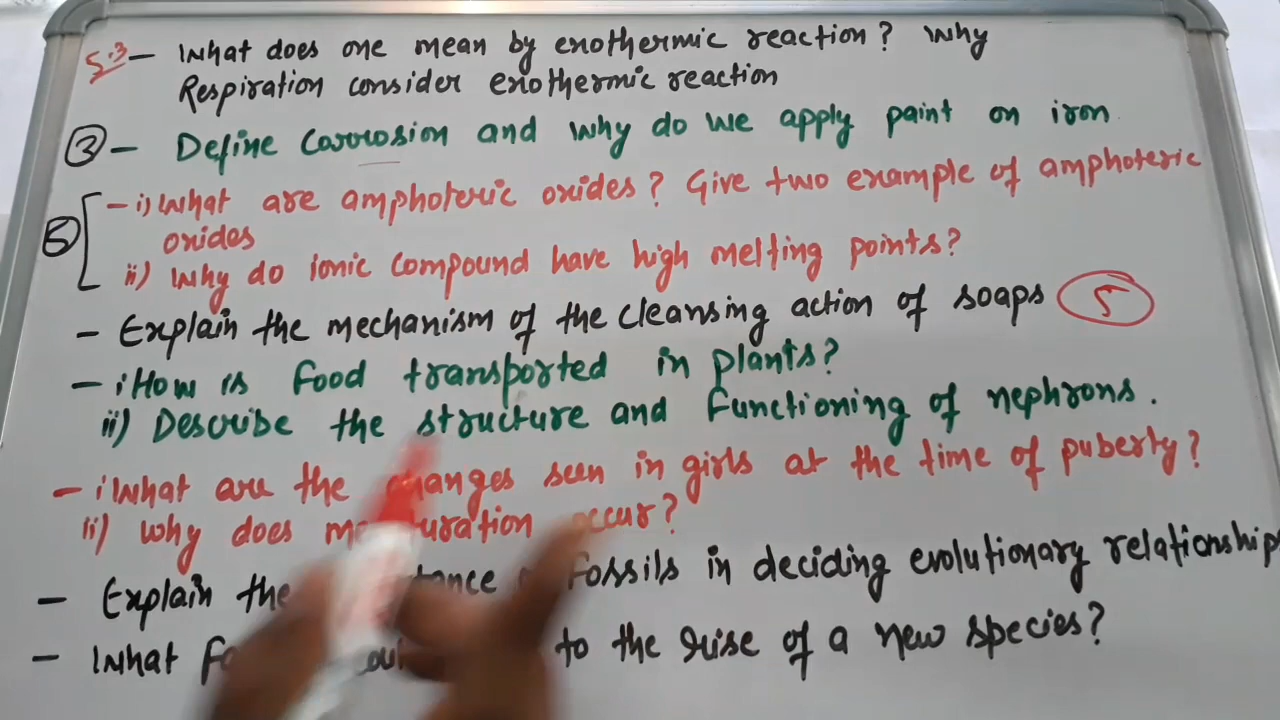 5.3 – What does one mean by exothermic reaction? Why
Respiration consider exothermic reaction
3 – Define Corrosion and why do we apply paint on iron
5 – i) What are amphoteric oxides? Give two example of amphoteric
oxides
ii) Why do ionic compound have high melting points?
– Explain the mechanism of the cleansing action of soaps 5
– i How is food transported in plants?
ii) Describe the structure and functioning of nephrons.
– i What are the changes seen in girls at the time of puberty?
ii) Why does occur?
– Explain the of fossils in deciding evolutionary relationship
– What to the rise of a new species?